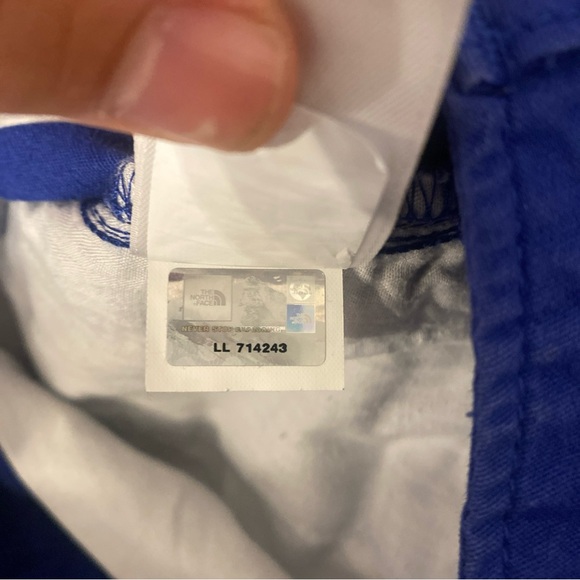 THE
NORTH
FACE
NEVER STOP EXPLORING
LL 714243